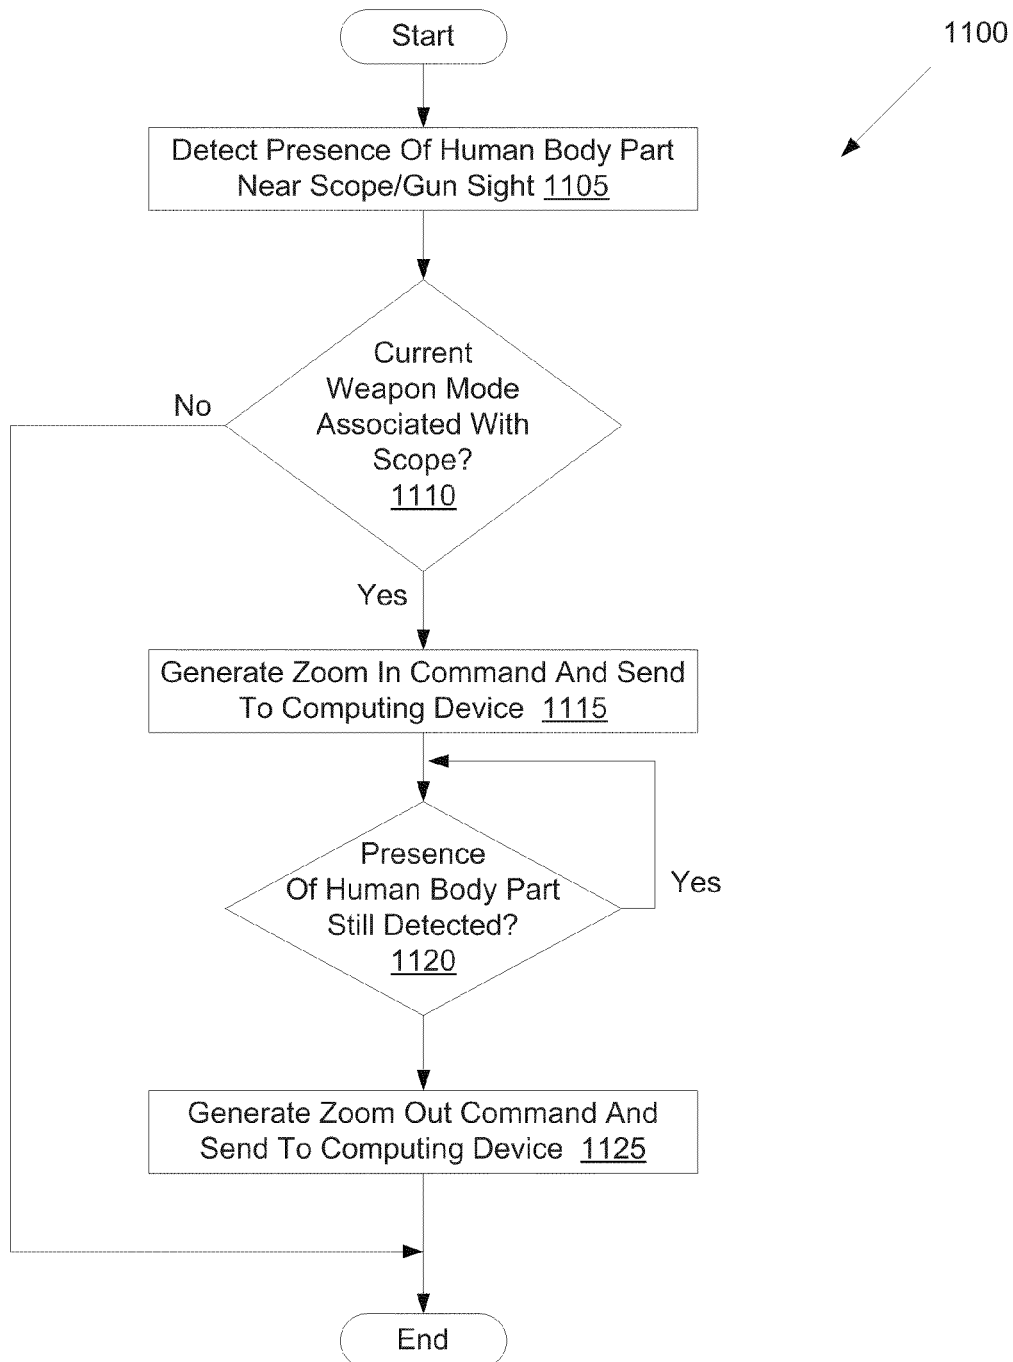 Start
1100
Detect Presence Of Human Body Part
Near Scope/Gun Sight 1105
Current
Weapon Mode
Associated With
Scope?
1110
No
Yes
Generate Zoom In Command And Send
To Computing Device 1115
Presence
Of Human Body Part
Still Detected?
1120
Yes
Generate Zoom Out Command And
Send To Computing Device 1125
End